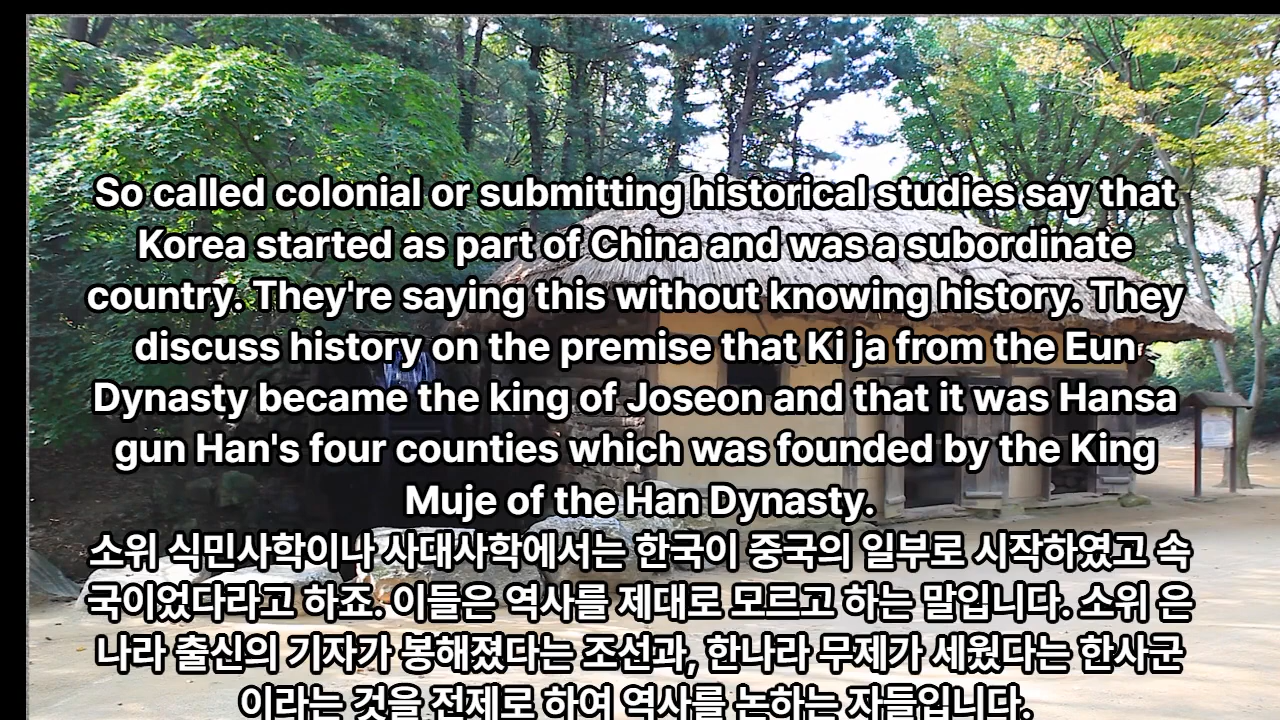 So called colonial or submitting historical studies say that
Korea started as part of China and was a subordinate
country. They're saying this without knowing history. They
discuss history on the premise that Ki ja from the Eun
Dynasty became the king of Joseon and that it was Hansa
gun Han's four counties which was founded by the King
Muje of the Han Dynasty.
소위 식민사학이나 사대사학에서는 한국이 중국의 일부로 시작하였고 속
국이었다라고 하죠. 이들은 역사를 제대로 모르고 하는 말입니다. 소위 은
나라 출신의 기자가 봉해졌다는 조선과, 한나라 무제가 세웠다는 한사군
이라는 것을 전제로 하여 역사를 논하는 자들입니다.